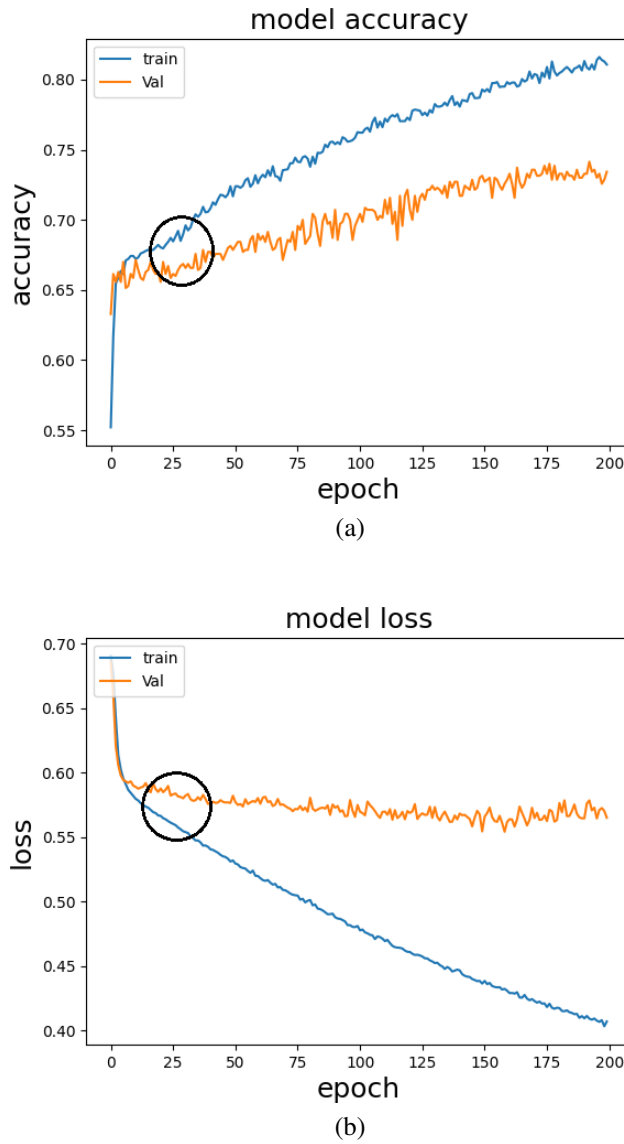 model accuracy
train
Val
0.80
0.75
0.70
0.65
0.60
0.55
accuracy
0 25 50 75 100 125 150 175 200
epoch
(a)
model loss
train
Val
0.70
0.65
0.60
0.55
0.50
0.45
0.40
loss
0 25 50 75 100 125 150 175 200
epoch
(b)